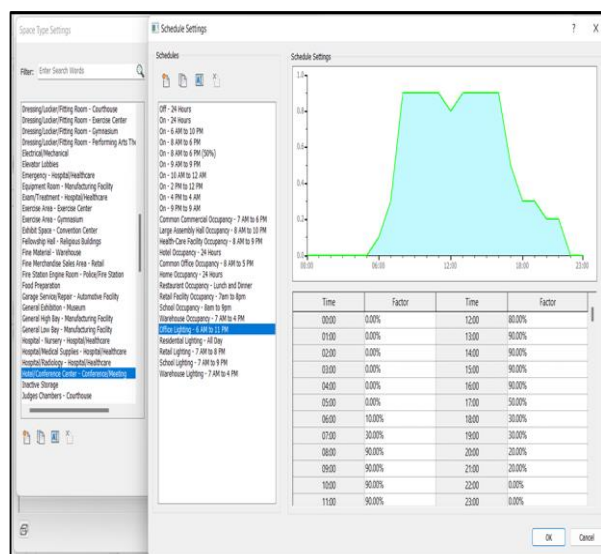 Space Type Settings
Filter: Enter Search Words
Dressing/Locker/Fitting Room - Courthouse
Dressing/Locker/Fitting Room - Exercise Center
Dressing/Locker/Fitting Room - Gymnasium
Dressing/Locker/Fitting Room - Performing Arts The
Electrical/Mechanical
Elevator Lobbies
Emergency - Hospital/Healthcare
Equipment Room - Manufacturing Facility
Exam/Treatment - Hospital/Healthcare
Exercise Area - Exercise Center
Exercise Area - Gymnasium
Exhibit Space - Convention Center
Fellowship Hall - Religious Buildings
Fine Material - Warehouse
Fine Merchandise Sales Area - Retail
Fire Station Engine Room - Police/Fire Station
Food Preparation
Garage Service/Repair - Automotive Facility
General Exhibition - Museum
General High Bay - Manufacturing Facility
General Low Bay - Manufacturing Facility
Hospital - Nursery - Hospital/Healthcare
Hospital/Medical Supplies - Hospital/Healthcare
Hospital/Radiology - Hospital/Healthcare
Hotel/Conference Center - Conference/Meeting
Inactive Storage
Judges Chambers - Courthouse
Schedule Settings
? X
Schedules
Off - 24 Hours
On - 24 Hours
On - 6 AM to 10 PM
On - 8 AM to 6 PM
On - 8 AM to 6 PM (50%)
On - 9 AM to 9 PM
On - 10 AM to 12 AM
On - 2 PM to 12 PM
On - 4 PM to 4 AM
On - 9 PM to 9 AM
Common Commercial Occupancy - 7 AM to 6 PM
Large Assembly Hall Occupancy - 8 AM to 10 PM
Health-Care Facility Occupancy - 8 AM to 9 PM
Hotel Occupancy - 24 Hours
Common Office Occupancy - 8 AM to 5 PM
Home Occupancy - 24 Hours
Restaurant Occupancy - Lunch and Dinner
Retail Facility Occupancy - 7am to 8pm
School Occupancy - 8am to 9pm
Warehouse Occupancy - 7 AM to 4 PM
Office Lighting - 6 AM to 11 PM
Residential Lighting - All Day
Retail Lighting - 7 AM to 8 PM
School Lighting - 7 AM to 9 PM
Warehouse Lighting - 7 AM to 4 PM
Schedule Settings
1.0
0.8
0.6
0.4
0.2
0.0
00:00 06:00 12:00 18:00 23:00
Time Factor Time Factor
00:00 0.00% 12:00 80.00%
01:00 0.00% 13:00 90.00%
02:00 0.00% 14:00 90.00%
03:00 0.00% 15:00 90.00%
04:00 0.00% 16:00 90.00%
05:00 0.00% 17:00 50.00%
06:00 10.00% 18:00 30.00%
07:00 30.00% 19:00 30.00%
08:00 90.00% 20:00 20.00%
09:00 90.00% 21:00 20.00%
10:00 90.00% 22:00 0.00%
11:00 90.00% 23:00 0.00%
OK Cancel